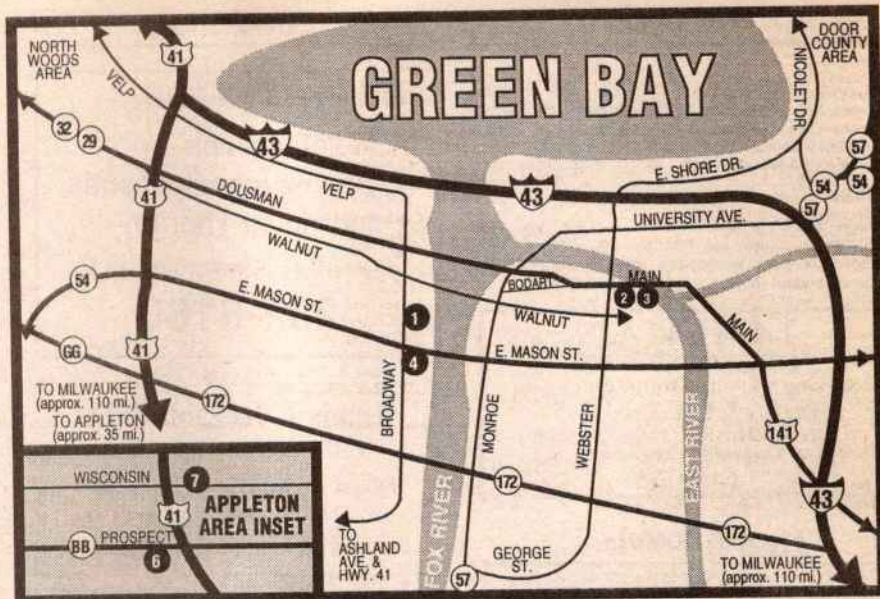 NORTH
WOODS
AREA
41
VELP
GREEN BAY
NICOLET DR.
DOOR
COUNTY
AREA
32
29
43
57
54
54
57
E. SHORE DR.
41
DOUSMAN
VELP
43
UNIVERSITY AVE.
WALNUT
54
E. MASON ST.
BODART
MAIN
2 3
WALNUT
MAIN
1
4
E. MASON ST.
GG
41
TO MILWAUKEE
(approx. 110 mi.)
TO APPLETON
(approx. 35 mi.)
172
BROADWAY
FOX RIVER
MONROE
WEBSTER
EAST RIVER
141
172
43
172
GEORGE
ST.
57
TO
ASHLAND
AVE. &
HWY. 41
TO MILWAUKEE
(approx. 110 mi.)
WISCONSIN
7
41
APPLETON
AREA INSET
BB
PROSPECT
6